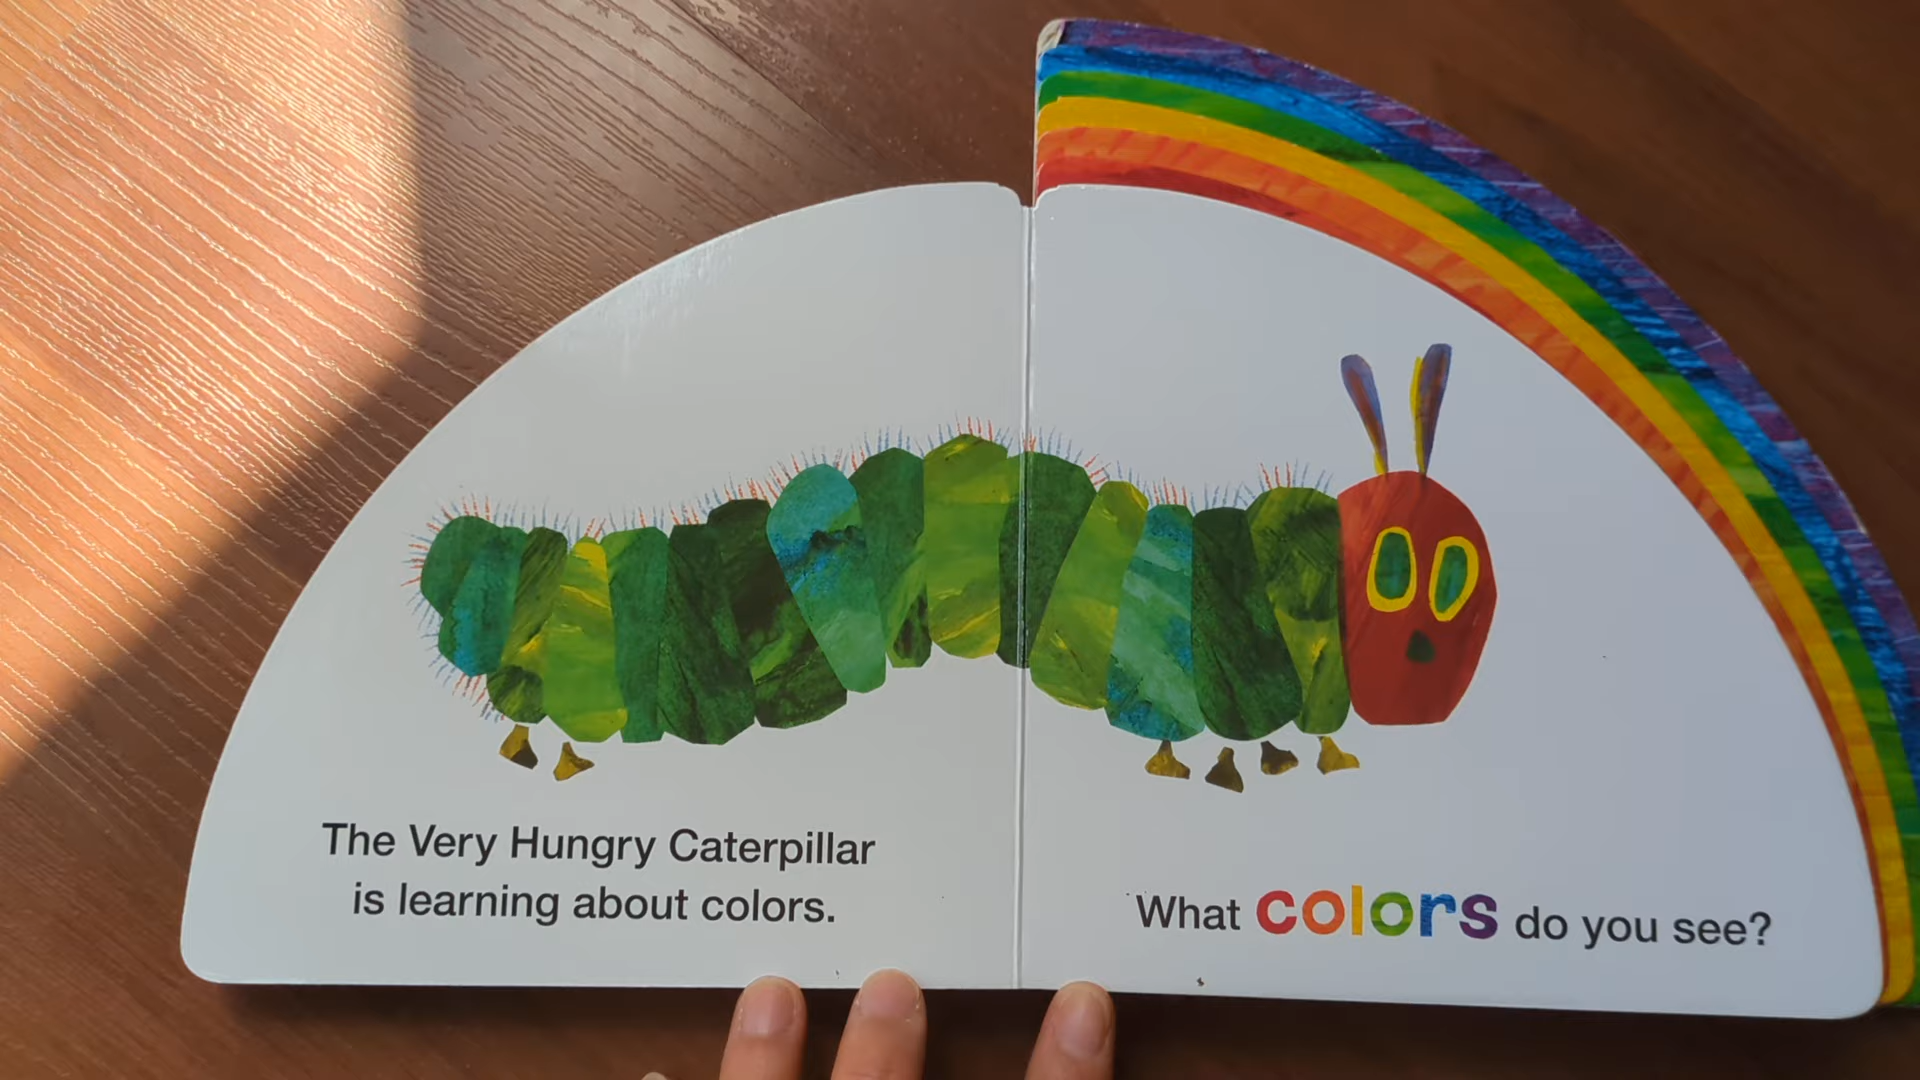 The Very Hungry Caterpillar
is learning about colors.
What colors do you see?